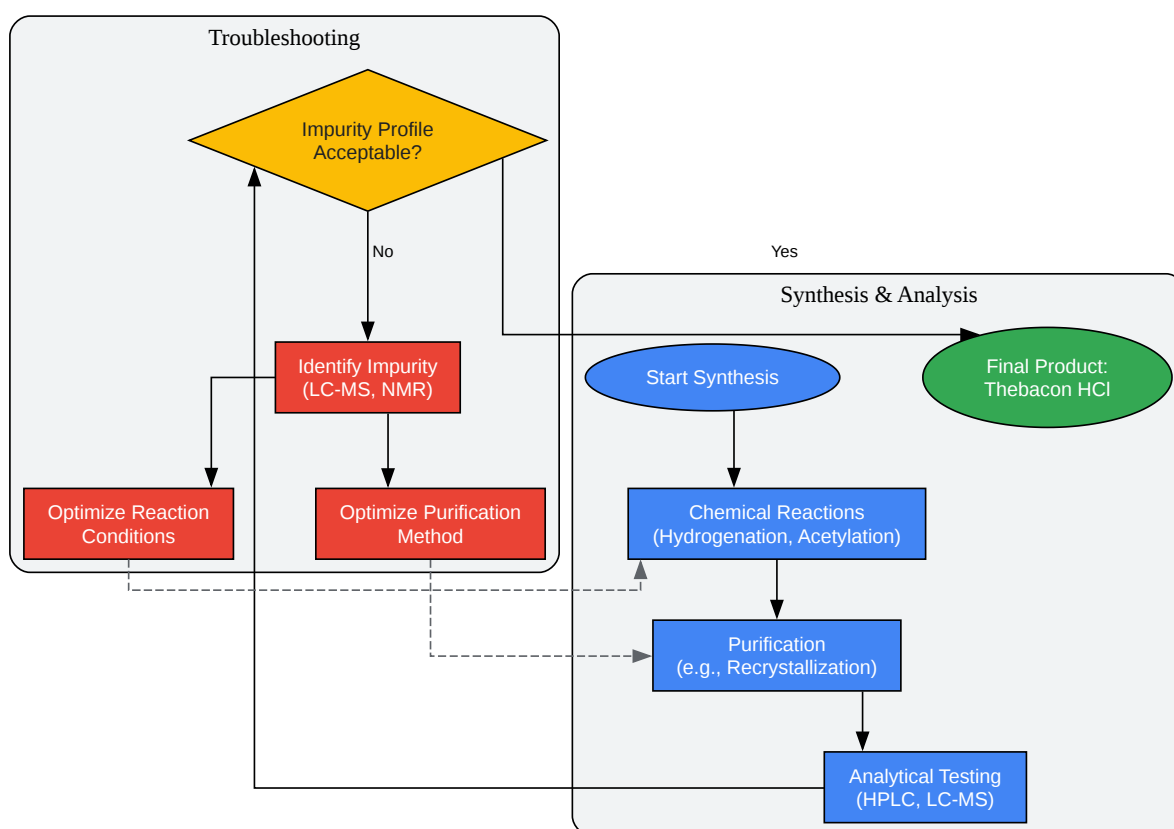 Troubleshooting
Impurity Profile
Acceptable?
No
Yes
Identify Impurity
(LC-MS, NMR)
Optimize Reaction
Conditions
Optimize Purification
Method
Synthesis & Analysis
Start Synthesis
Final Product:
Thebacon HCl
Chemical Reactions
(Hydrogenation, Acetylation)
Purification
(e.g., Recrystallization)
Analytical Testing
(HPLC, LC-MS)